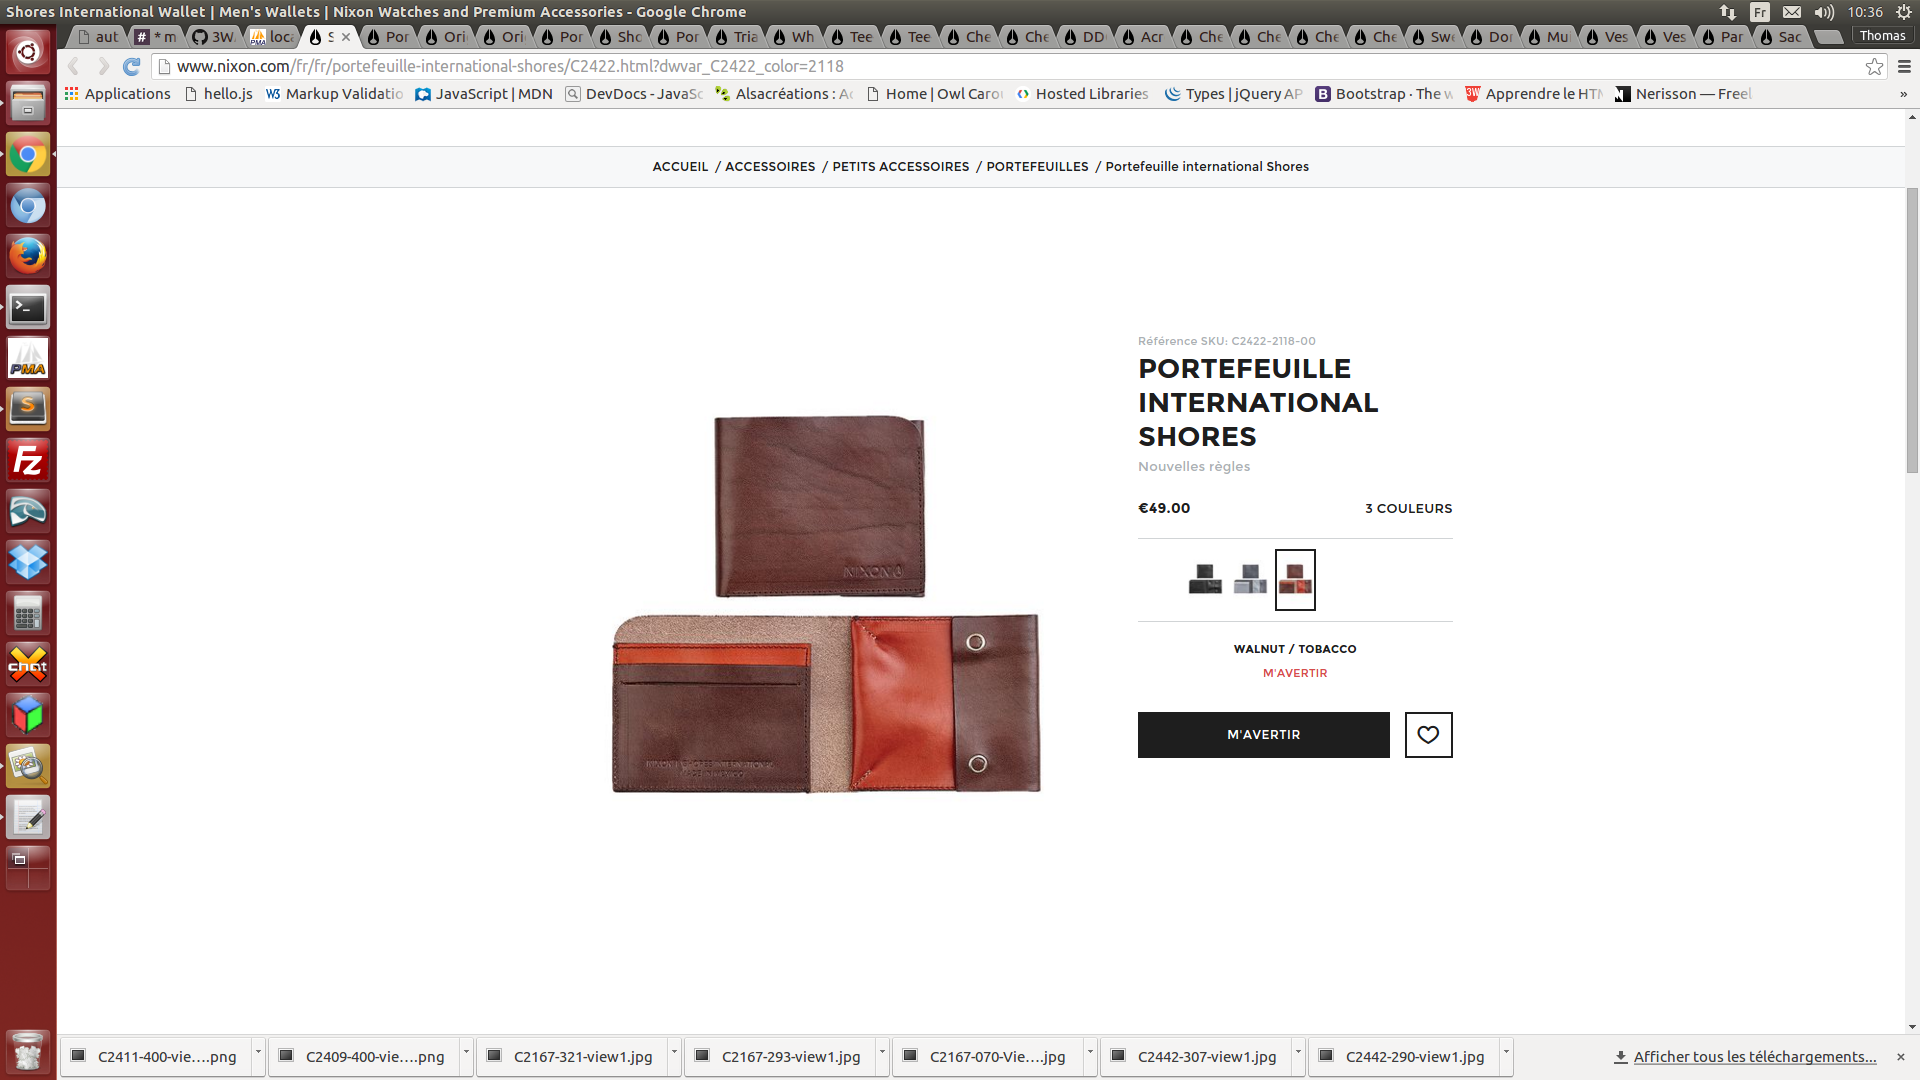 Shores International Wallet | Men's Wallets | Nixon Watches and Premium Accessories - Google Chrome
Fr
10:36
aut
* m
3W
loca
S
Por
Ori
Ori
Por
Sho
Por
Tria
Wh
Tee
Tee
Che
Che
DD
Acr
Che
Che
Che
Che
Swe
Dor
Mul
Ves
Ves
Par
Sac
Thomas
www.nixon.com/fr/fr/portefeuille-international-shores/C2422.html?dwvar_C2422_color=2118
Applications
hello.js
Markup Validatio
JavaScript | MDN
DevDocs - JavaSc
Alsacréations : Ac
Home | Owl Carou
Hosted Libraries
Types | jQuery AP
Bootstrap · The w
Apprendre le HTM
Nerisson — Freel
»
ACCUEIL / ACCESSOIRES / PETITS ACCESSOIRES / PORTEFEUILLES / Portefeuille international Shores
Référence SKU: C2422-2118-00
PORTEFEUILLE
INTERNATIONAL
SHORES
Nouvelles règles
€49.00
3 COULEURS
WALNUT / TOBACCO
M'AVERTIR
M'AVERTIR
NIXON
PMA
S
Fz
X
chat
C2411-400-vie....png
C2409-400-vie....png
C2167-321-view1.jpg
C2167-293-view1.jpg
C2167-070-Vie....jpg
C2442-307-view1.jpg
C2442-290-view1.jpg
Afficher tous les téléchargements...